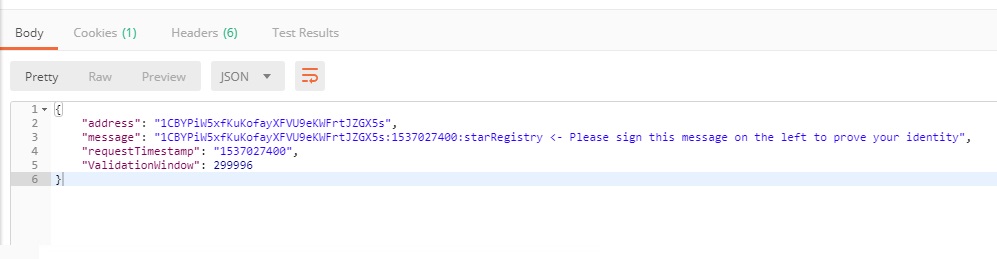 Body Cookies (1) Headers (6) Test Results
Pretty Raw Preview JSON
1 {
2 "address": "1CBYPiW5xfKuKofayXFVU9eKWFrtJZGX5s",
3 "message": "1CBYPiW5xfKuKofayXFVU9eKWFrtJZGX5s:1537027400:starRegistry <- Please sign this message on the left to prove your identity",
4 "requestTimestamp": "1537027400",
5 "ValidationWindow": 299996
6 }